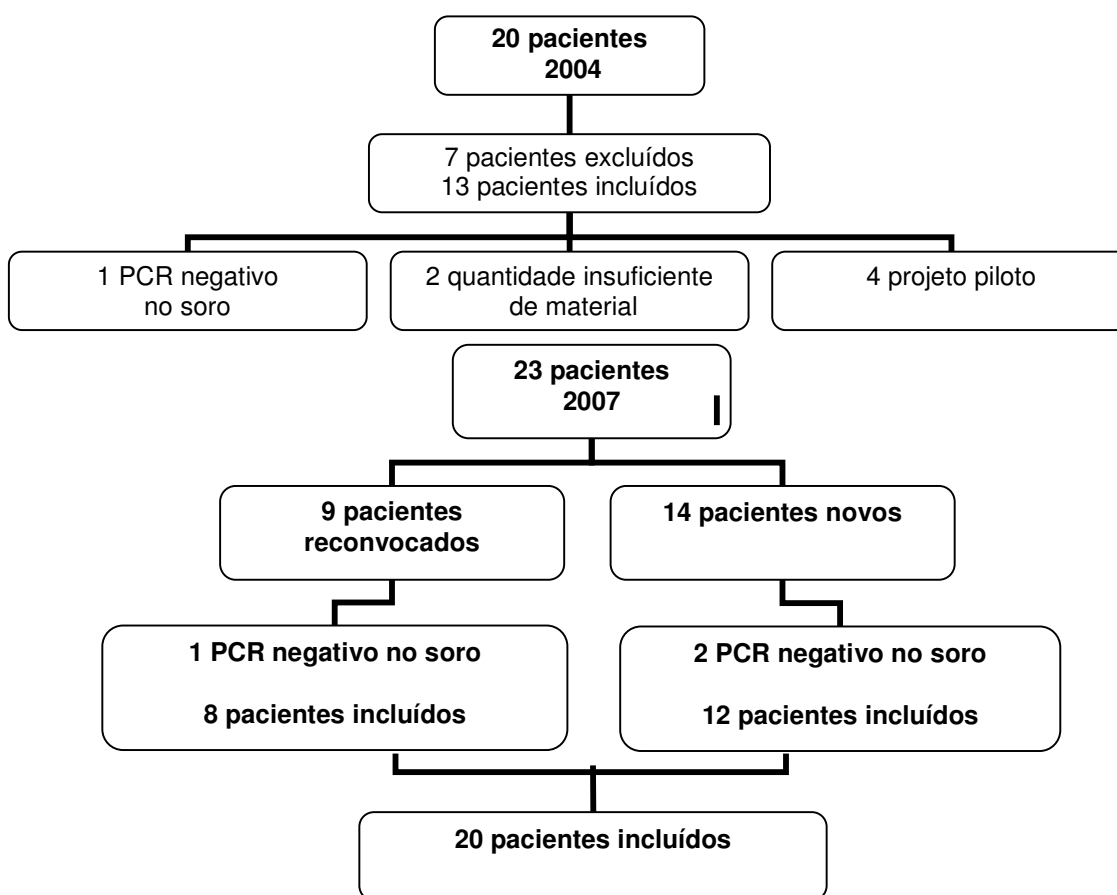 20 pacientes
2004
7 pacientes excluídos
13 pacientes incluídos
1 PCR negativo
no soro
2 quantidade insuficiente
de material
4 projeto piloto
23 pacientes
2007
9 pacientes
reconvocados
14 pacientes novos
1 PCR negativo no soro
8 pacientes incluídos
2 PCR negativo no soro
12 pacientes incluídos
20 pacientes incluídos